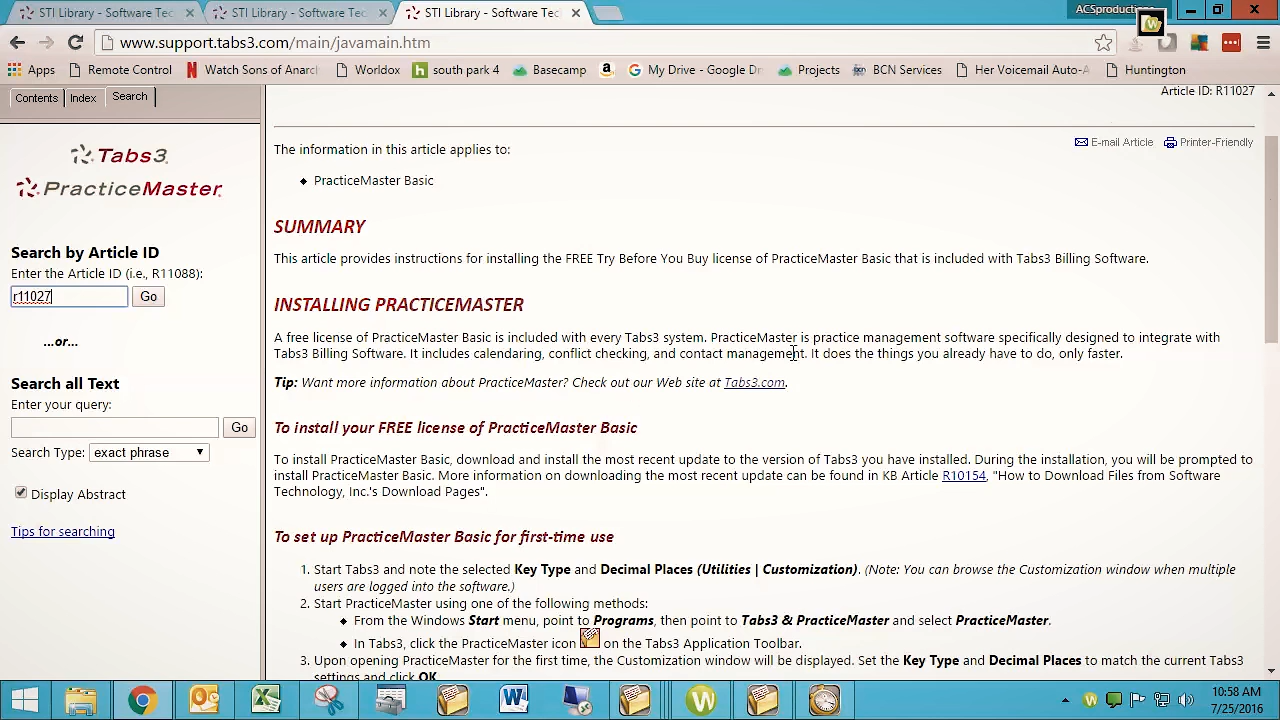 STI Library - Software Tec
STI Library - Software Tec
STI Library - Software Tec
ACSproductions
www.support.tabs3.com/main/javamain.htm
Apps
Remote Control
Watch Sons of Anarch
Worldox
south park 4
Basecamp
My Drive - Google Dr
Projects
BCN Services
Her Voicemail Auto-A
Huntington
Contents
Index
Search
Article ID: R11027
E-mail Article
Printer-Friendly
Tabs3
PracticeMaster
Search by Article ID
Enter the Article ID (i.e., R11088):
r11027
Go
...or...
Search all Text
Enter your query:
Go
Search Type:
exact phrase
Display Abstract
Tips for searching
The information in this article applies to:
PracticeMaster Basic
SUMMARY
This article provides instructions for installing the FREE Try Before You Buy license of PracticeMaster Basic that is included with Tabs3 Billing Software.
INSTALLING PRACTICEMASTER
A free license of PracticeMaster Basic is included with every Tabs3 system. PracticeMaster is practice management software specifically designed to integrate with
Tabs3 Billing Software. It includes calendaring, conflict checking, and contact management. It does the things you already have to do, only faster.
Tip: Want more information about PracticeMaster? Check out our Web site at Tabs3.com.
To install your FREE license of PracticeMaster Basic
To install PracticeMaster Basic, download and install the most recent update to the version of Tabs3 you have installed. During the installation, you will be prompted to
install PracticeMaster Basic. More information on downloading the most recent update can be found in KB Article R10154, "How to Download Files from Software
Technology, Inc.'s Download Pages".
To set up PracticeMaster Basic for first-time use
1. Start Tabs3 and note the selected Key Type and Decimal Places (Utilities | Customization). (Note: You can browse the Customization window when multiple
users are logged into the software.)
2. Start PracticeMaster using one of the following methods:
From the Windows Start menu, point to Programs, then point to Tabs3 & PracticeMaster and select PracticeMaster.
In Tabs3, click the PracticeMaster icon on the Tabs3 Application Toolbar.
3. Upon opening PracticeMaster for the first time, the Customization window will be displayed. Set the Key Type and Decimal Places to match the current Tabs3
settings and click OK.
10:58 AM
7/25/2016